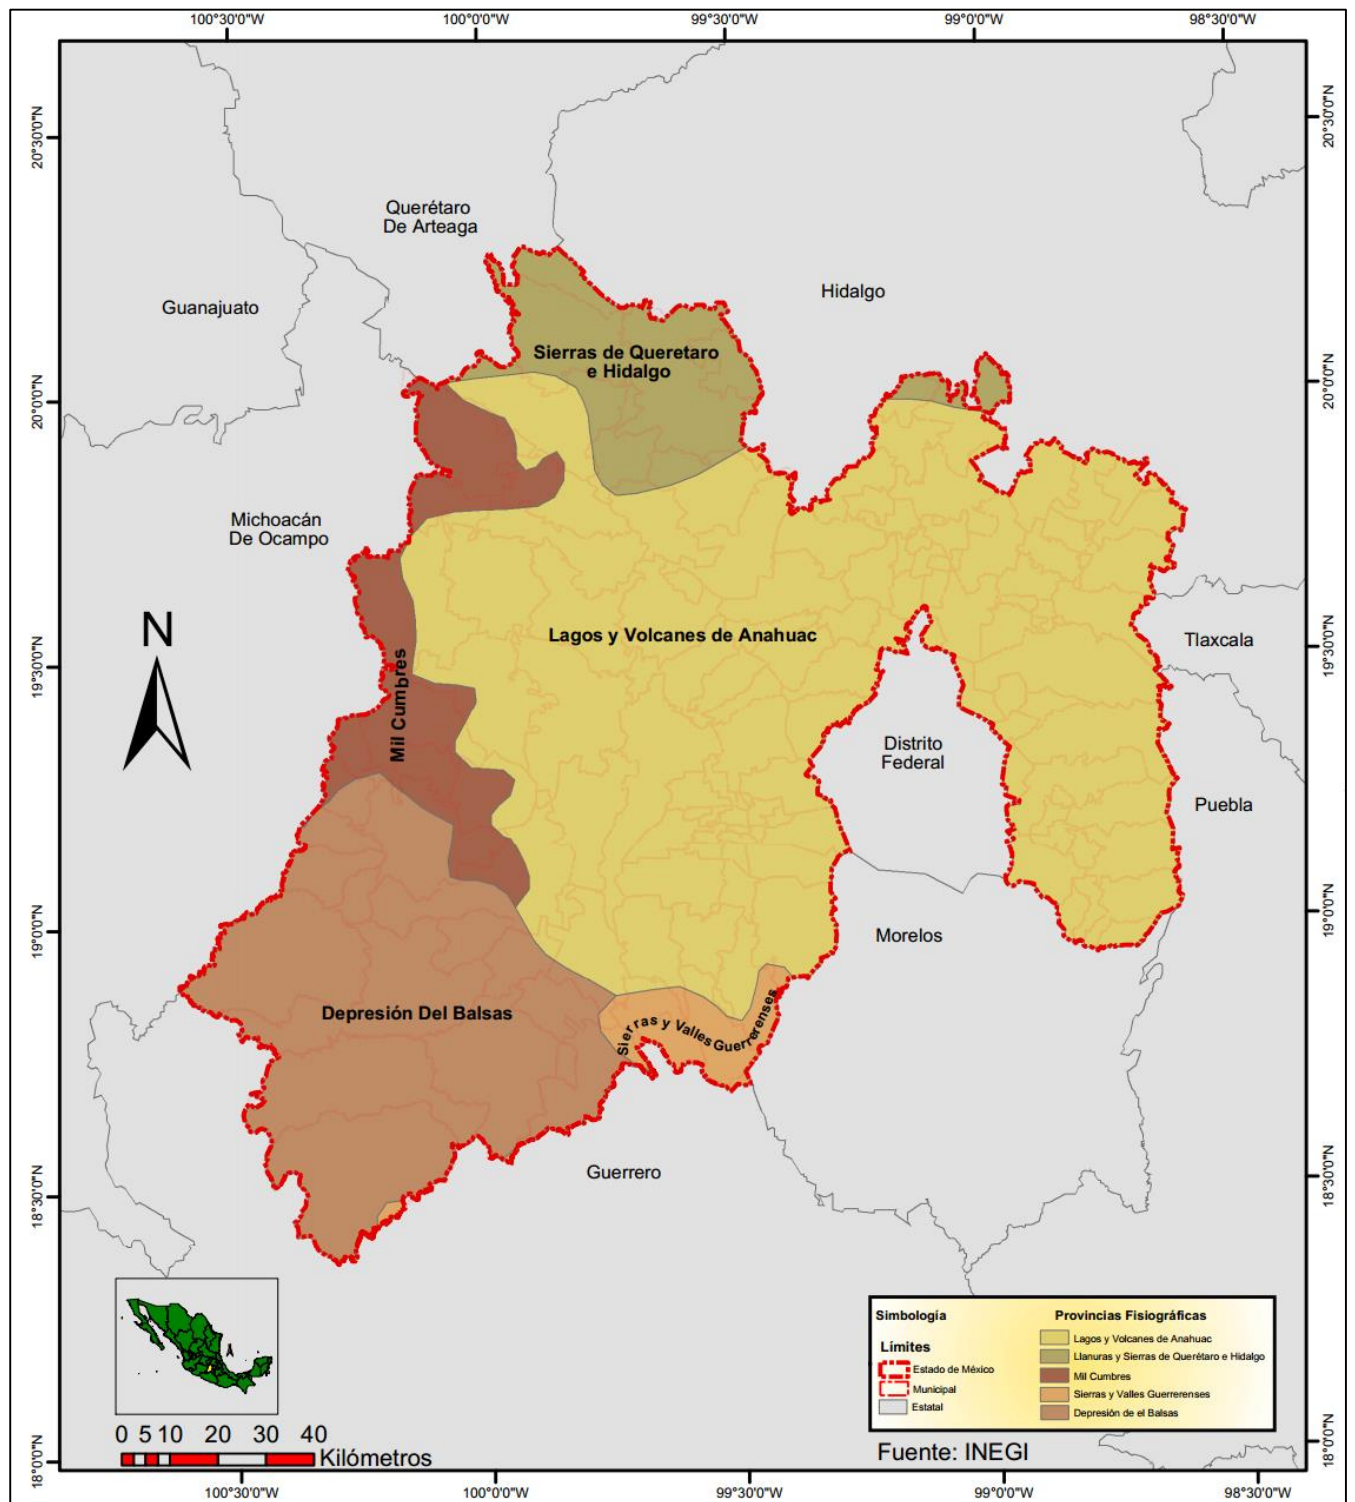 100°30'0"W
100°0'0"W
99°30'0"W
99°0'0"W
98°30'0"W
20°30'0"N
20°30'0"N
Querétaro
De Arteaga
Guanajuato
Hidalgo
Sierras de Queretaro
e Hidalgo
20°0'0"N
20°0'0"N
Michoacán
De Ocampo
N
Lagos y Volcanes de Anahuac
Tlaxcala
19°30'0"N
19°30'0"N
Mil Cumbres
Distrito
Federal
Puebla
19°0'0"N
19°0'0"N
Morelos
Depresión Del Balsas
Sierras y Valles Guerrerenses
Guerrero
18°30'0"N
18°30'0"N
Simbología
Límites
Estado de México
Municipal
Estatal
Provincias Fisiográficas
Lagos y Volcanes de Anahuac
Llanuras y Sierras de Querétaro e Hidalgo
Mil Cumbres
Sierras y Valles Guerrerenses
Depresión de el Balsas
0 5 10 20 30 40
Kilómetros
Fuente: INEGI
18°0'0"N
18°0'0"N
100°30'0"W
100°0'0"W
99°30'0"W
99°0'0"W
98°30'0"W